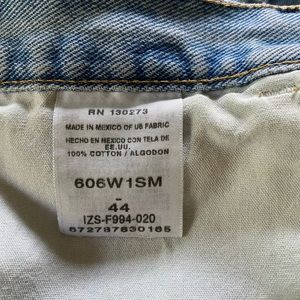 RN 130273
MADE IN MEXICO OF US FABRIC
HECHO EN MEXICO CON TELA DE
EE.UU.
100% COTTON / ALGODON
606W1SM
-
44
IZS-F994-020
872787630165